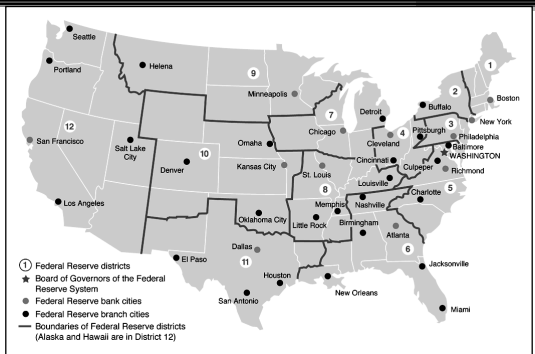 Seattle
Portland
Helena
9
1
Minneapolis
2
Boston
Buffalo
7
Detroit
3
New York
12
Chicago
4
Pittsburgh
Philadelphia
Cleveland
Baltimore
San Francisco
Salt Lake
City
Omaha
WASHINGTON
10
Cincinnati
Culpeper
Denver
Kansas City
St. Louis
Richmond
Louisville
8
5
Los Angeles
Nashville
Charlotte
Memphis
Oklahoma City
Little Rock
Birmingham
Atlanta
Dallas
6
11
El Paso
Jacksonville
Houston
New Orleans
San Antonio
Miami
1 Federal Reserve districts
Board of Governors of the Federal
Reserve System
Federal Reserve bank cities
Federal Reserve branch cities
Boundaries of Federal Reserve districts
(Alaska and Hawaii are in District 12)